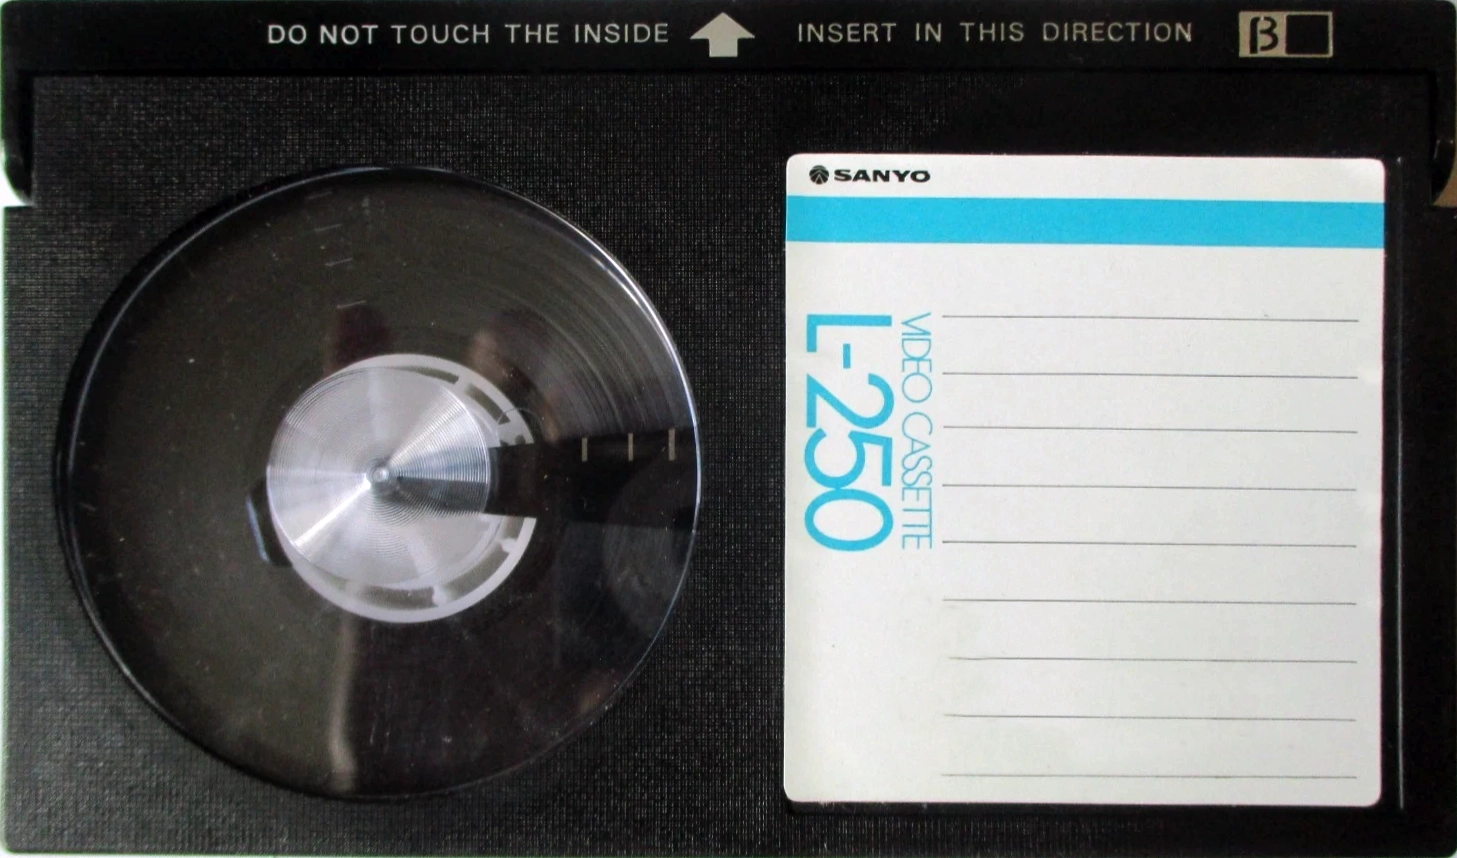 DO NOT TOUCH THE INSIDE
INSERT IN THIS DIRECTION
β
SANYO
VIDEO CASSETTE
L-250